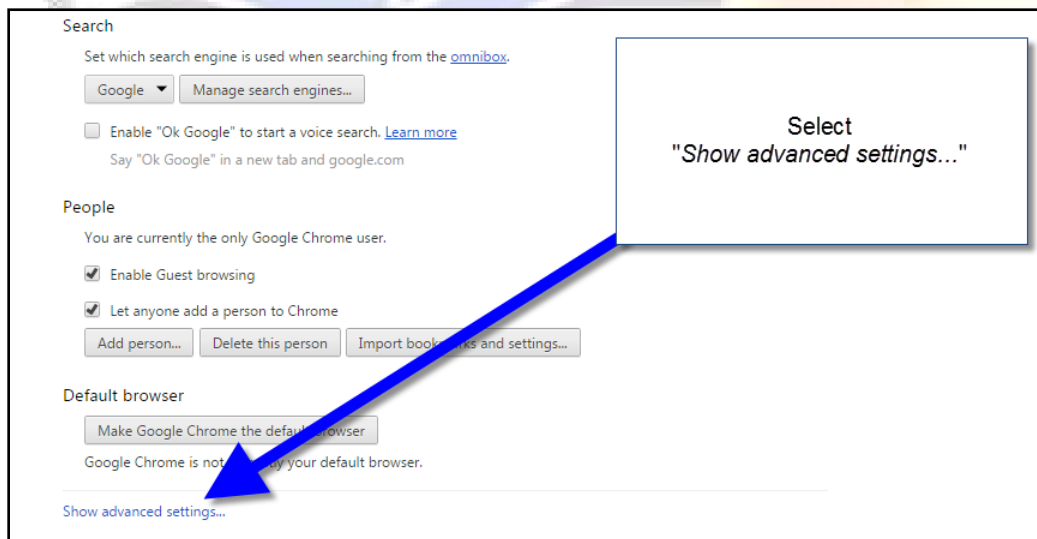 Search
Set which search engine is used when searching from the omnibox.
Google Manage search engines...
Enable "Ok Google" to start a voice search. Learn more
Say "Ok Google" in a new tab and google.com
Select
"Show advanced settings..."
People
You are currently the only Google Chrome user.
Enable Guest browsing
Let anyone add a person to Chrome
Add person... Delete this person Import and settings...
Default browser
Make Google Chrome the default
Google Chrome is not your default browser.
Show advanced settings...